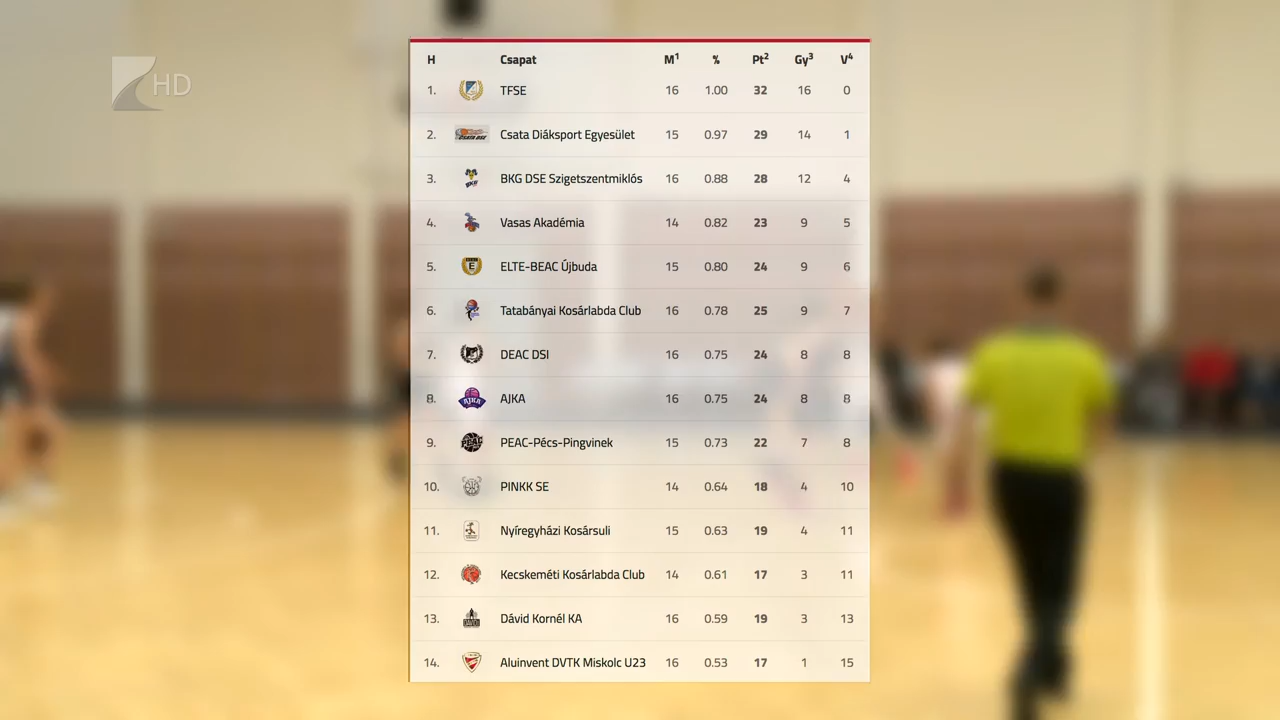 HD
H Csapat M¹ % Pt² Gy³ V⁴
1. TFSE 16 1.00 32 16 0
2. Csata Diáksport Egyesület 15 0.97 29 14 1
3. BKG DSE Szigetszentmiklós 16 0.88 28 12 4
4. Vasas Akadémia 14 0.82 23 9 5
5. ELTE-BEAC Újbuda 15 0.80 24 9 6
6. Tatabányai Kosárlabda Club 16 0.78 25 9 7
7. DEAC DSI 16 0.75 24 8 8
8. AJKA AJKA 16 0.75 24 8 8
9. PEAC-Pécs-Pingvinek 15 0.73 22 7 8
10. PINKK SE 14 0.64 18 4 10
11. Nyíregyházi Kosársuli 15 0.63 19 4 11
12. Kecskeméti Kosárlabda Club 14 0.61 17 3 11
13. Dávid Kornél KA 16 0.59 19 3 13
14. Aluinvent DVTK Miskolc U23 16 0.53 17 1 15